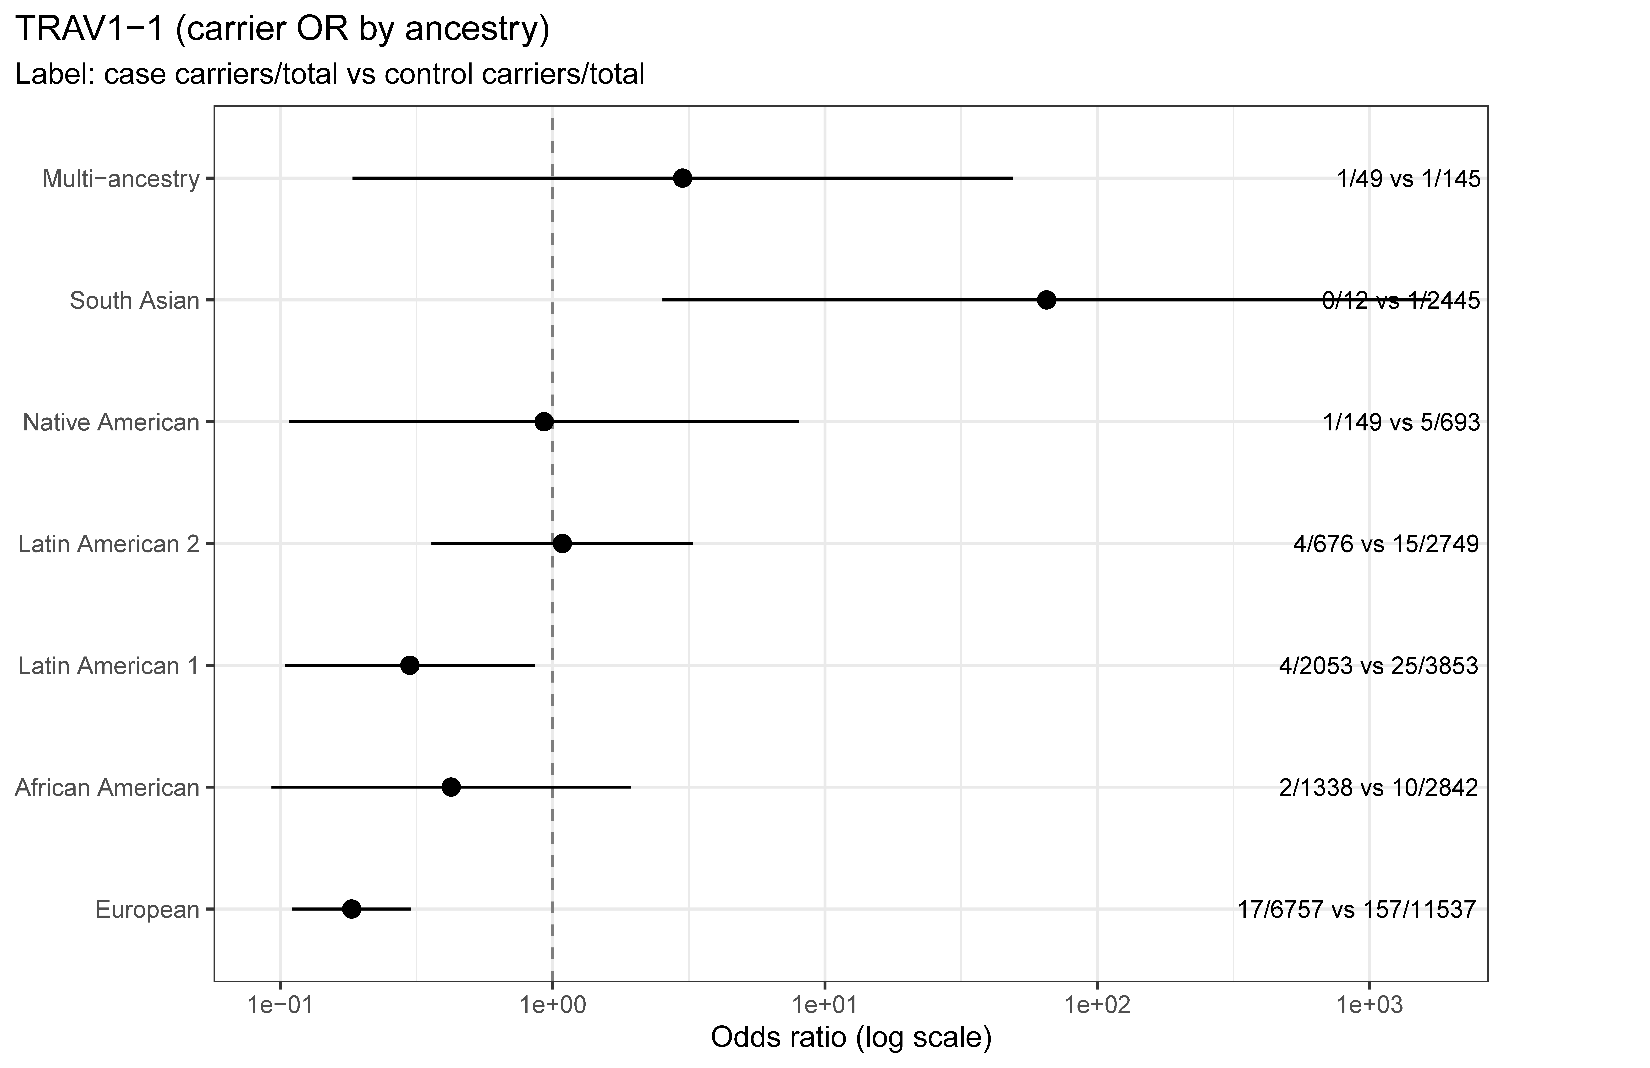 TRAV1−1 (carrier OR by ancestry)
Label: case carriers/total vs control carriers/total
Multi−ancestry 1/49 vs 1/145
South Asian 0/12 vs 1/2445
Native American 1/149 vs 5/693
Latin American 2 4/676 vs 15/2749
Latin American 1 4/2053 vs 25/3853
African American 2/1338 vs 10/2842
European 17/6757 vs 157/11537
1e−01 1e+00 1e+01 1e+02 1e+03
Odds ratio (log scale)